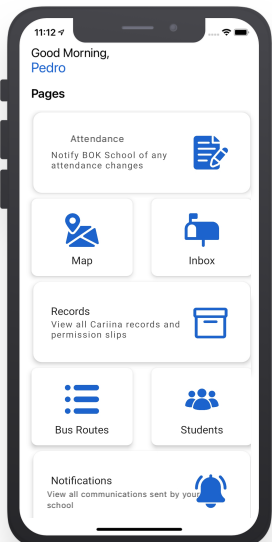 11:12
Good Morning,
Pedro
Pages
Attendance
Notify BOK School of any
attendance changes
Map
Inbox
Records
View all Cariina records and
permission slips
Bus Routes
Students
Notifications
View all communications sent by your
school